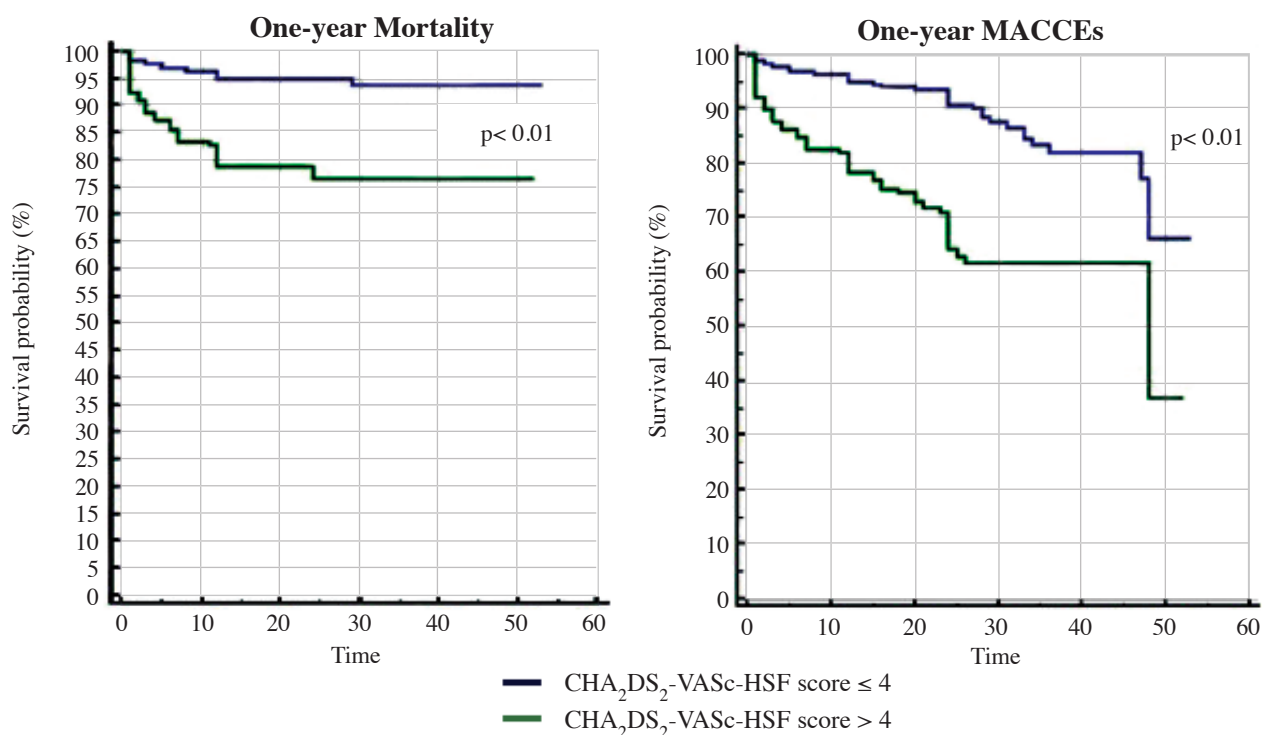 One-year Mortality
Survival probability (%)
100
95
90
85
80
75
70
65
60
55
50
45
40
35
30
25
20
15
10
5
0
p< 0.01
0 10 20 30 40 50 60
Time
One-year MACCEs
Survival probability (%)
100
90
80
70
60
50
40
30
20
10
0
p< 0.01
0 10 20 30 40 50 60
Time
CHA₂DS₂-VASc-HSF score ≤ 4
CHA₂DS₂-VASc-HSF score > 4